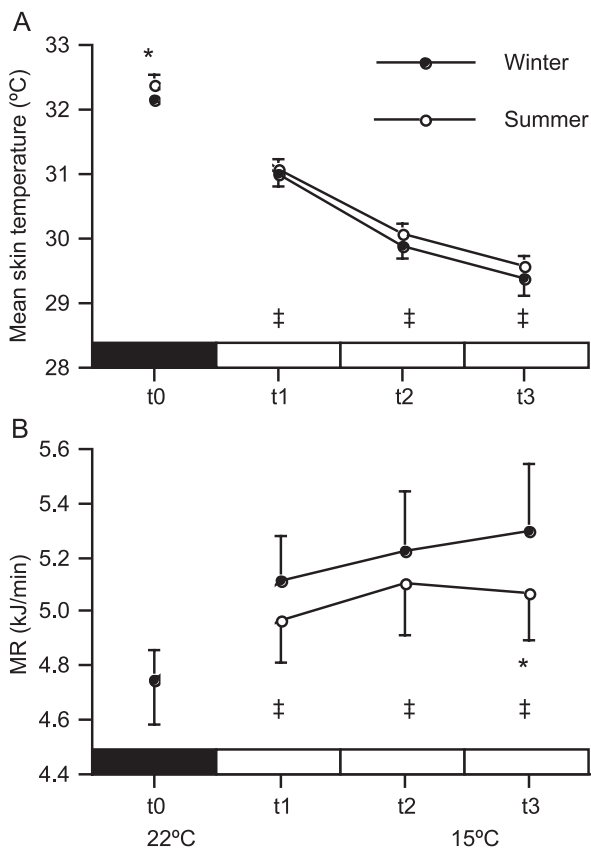 A
33
32
31
30
29
28
Mean skin temperature (ºC)
*
Winter
Summer
‡ ‡ ‡
t0 t1 t2 t3
B
5.6
5.4
5.2
5.0
4.8
4.6
4.4
MR (kJ/min)
*
‡ ‡ ‡
t0 t1 t2 t3
22ºC 15ºC